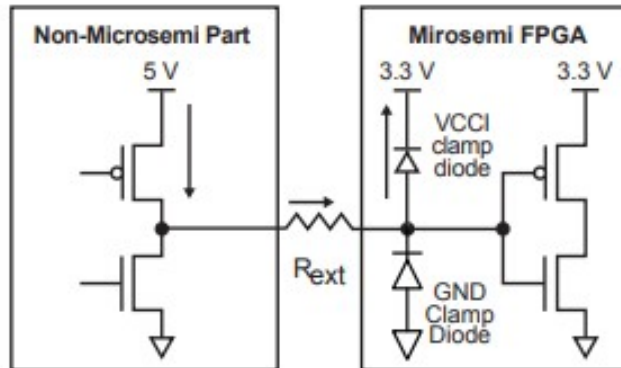 Non-Microsemi Part
5 V
Rext
Mirosemi FPGA
3.3 V
3.3 V
VCCI
clamp
diode
GND
Clamp
Diode